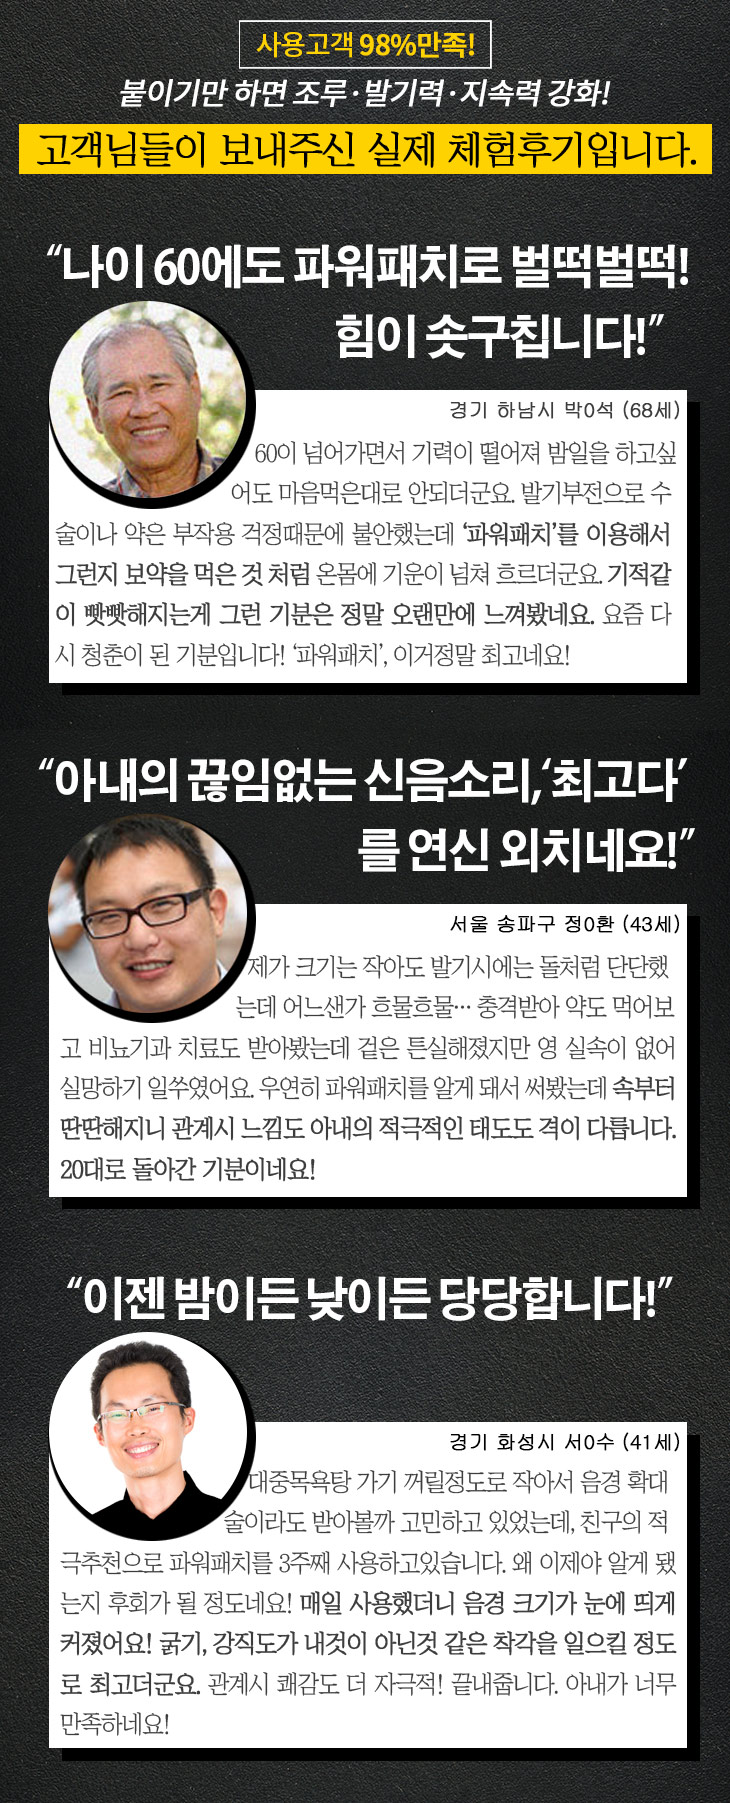 사용고객 98%만족!
붙이기만 하면 조루·발기력·지속력 강화!
고객님들이 보내주신 실제 체험후기입니다.
“나이 60에도 파워패치로 벌떡벌떡!
힘이 솟구칩니다!”
경기 하남시 박0석 (68세)
60이 넘어가면서 기력이 떨어져 밤일을 하고싶
어도 마음먹은대로 안되더군요. 발기부전으로 수
술이나 약은 부작용 걱정때문에 불안했는데 ‘파워패치’를 이용해서
그런지 보약을 먹은 것 처럼 온몸에 기운이 넘쳐 흐르더군요. 기적같
이 빳빳해지는게 그런 기분은 정말 오랜만에 느껴봤네요. 요즘 다
시 청춘이 된 기분입니다! ‘파워패치’, 이거정말 최고네요!
“아내의 끊임없는 신음소리, ‘최고다’
를 연신 외치네요!”
서울 송파구 정0환 (43세)
제가 크기는 작아도 발기시에는 돌처럼 단단했
는데 어느샌가 흐물흐물… 충격받아 약도 먹어보
고 비뇨기과 치료도 받아봤는데 겉은 튼실해졌지만 영 실속이 없어
실망하기 일쑤였어요. 우연히 파워패치를 알게 돼서 써봤는데 속부터
딴딴해지니 관계시 느낌도 아내의 적극적인 태도도 격이 다릅니다.
20대로 돌아간 기분이네요!
“이젠 밤이든 낮이든 당당합니다!”
경기 화성시 서0수 (41세)
대중목욕탕 가기 꺼릴정도로 작아서 음경 확대
술이라도 받아볼까 고민하고 있었는데, 친구의 적
극추천으로 파워패치를 3주째 사용하고있습니다. 왜 이제야 알게 됐
는지 후회가 될 정도네요! 매일 사용했더니 음경 크기가 눈에 띄게
커졌어요! 굵기, 강직도가 내것이 아닌것 같은 착각을 일으킬 정도
로 최고더군요. 관계시 쾌감도 더 자극적! 끝내줍니다. 아내가 너무
만족하네요!